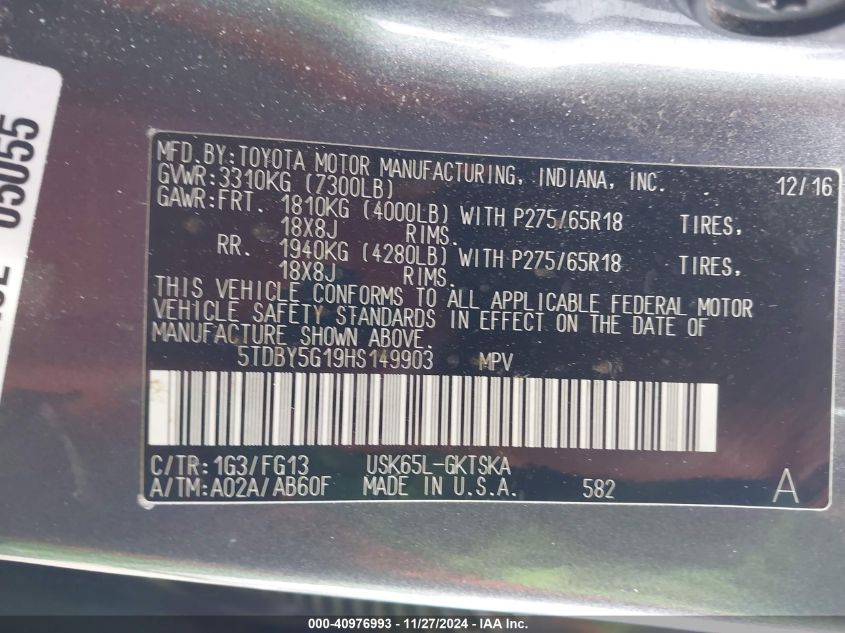 MFD.BY:TOYOTA MOTOR MANUFACTURING, INDIANA, INC. 12/16
GVWR:3310KG (7300LB)
GAWR:FRT. 1810KG (4000LB) WITH P275/65R18 TIRES,
18X8J RIMS.
RR. 1940KG (4280LB) WITH P275/65R18 TIRES,
18X8J RIMS.
THIS VEHICLE CONFORMS TO ALL APPLICABLE FEDERAL MOTOR
VEHICLE SAFETY STANDARDS IN EFFECT ON THE DATE OF
MANUFACTURE SHOWN ABOVE.
5TDBY5G19HS149903 MPV
C/TR:1G3/FG13 USK65L-GKTSKA
A/TM:A02A/AB60F MADE IN U.S.A. 582 A
05055
000-40976993 - 11/27/2024 - IAA Inc.